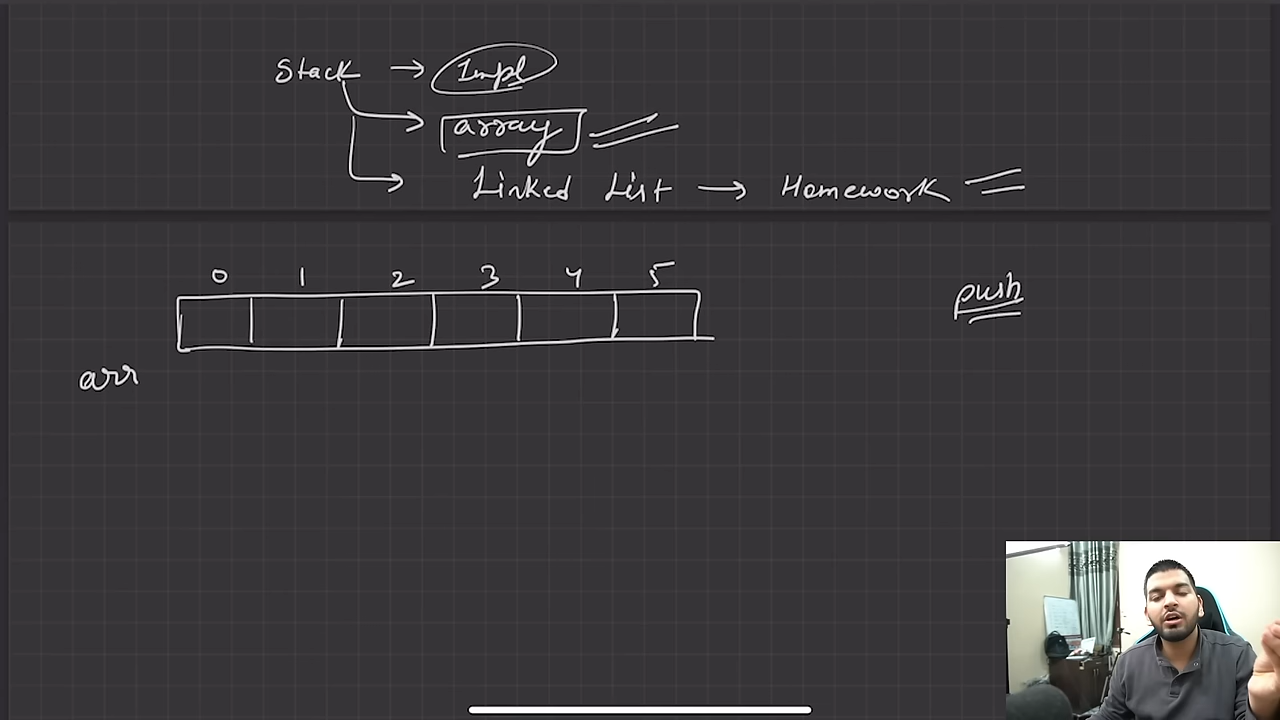 Stack → Impl
array
Linked List → Homework
0 1 2 3 4 5
push
arr